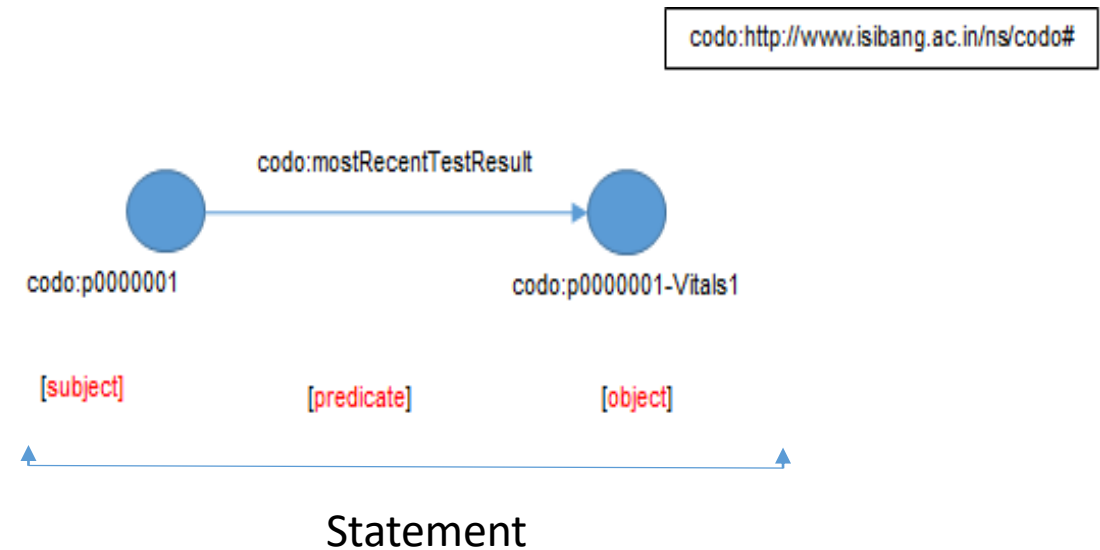 codo:http://www.isibang.ac.in/ns/codo#
codo:mostRecentTestResult
codo:p0000001
codo:p0000001-Vitals1
[subject]
[predicate]
[object]
Statement